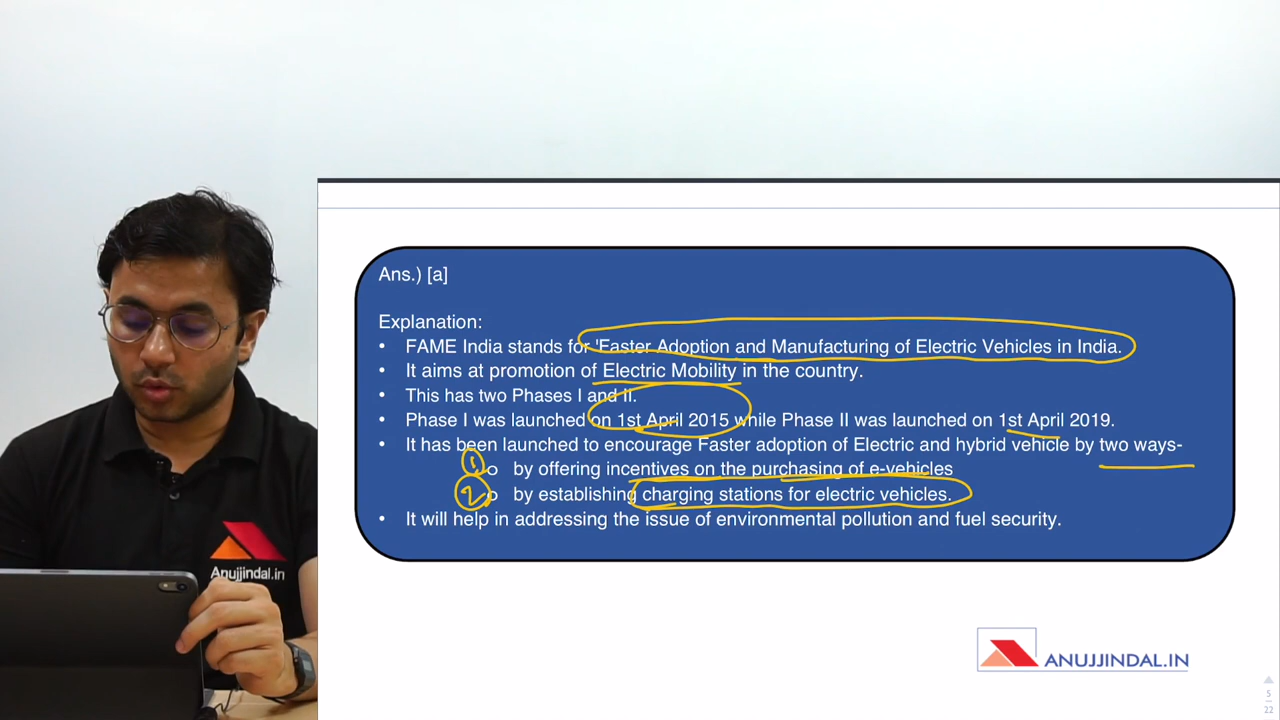 Ans.) [a]
Explanation:
• FAME India stands for 'Faster Adoption and Manufacturing of Electric Vehicles in India.
• It aims at promotion of Electric Mobility in the country.
• This has two Phases I and II.
• Phase I was launched on 1st April 2015 while Phase II was launched on 1st April 2019.
• It has been launched to encourage Faster adoption of Electric and hybrid vehicle by two ways-
1 o by offering incentives on the purchasing of e-vehicles
2 o by establishing charging stations for electric vehicles.
• It will help in addressing the issue of environmental pollution and fuel security.
Anujjindal.in
ANUJJINDAL.IN
5
22